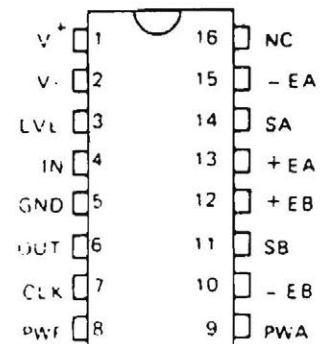 V+ 1 16 NC
V- 2 15 - EA
LVL 3 14 SA
IN 4 13 + EA
GND 5 12 + EB
OUT 6 11 SB
CLK 7 10 - EB
8 9 PWA